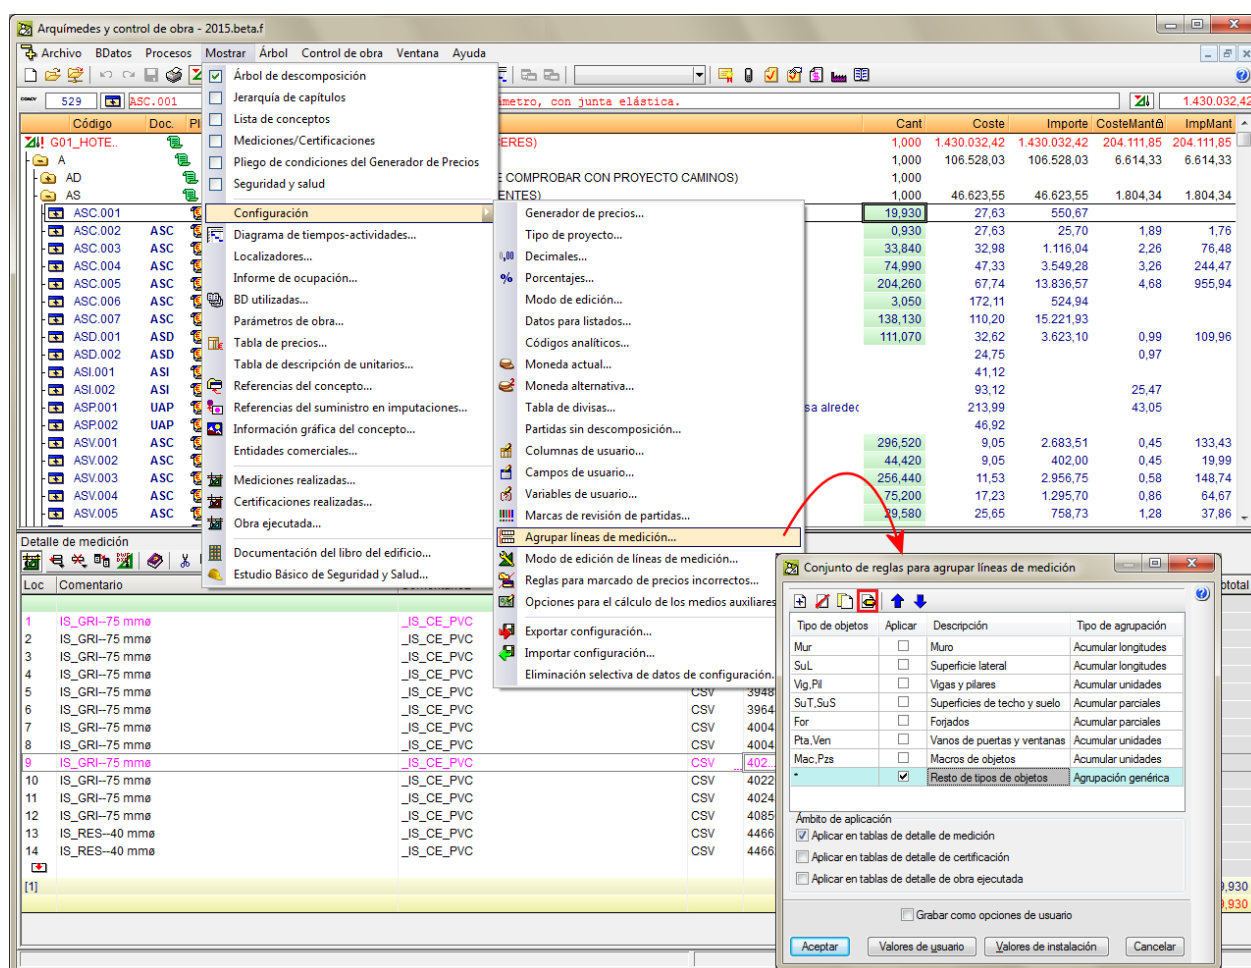 Arquímedes y control de obra - 2015.beta.f
Archivo BDatos Procesos Mostrar Árbol Control de obra Ventana Ayuda
529 ASC.001 metro, con junta elástica. 1.430.032,42
Código Doc. Cant Coste Importe CosteMant ImpMant
G01_HOTE.. CERES) 1,000 1.430.032,42 1.430.032,42 204.111,85 204.111,85
A 1,000 106.528,03 106.528,03 6.614,33 6.614,33
AD COMPROBAR CON PROYECTO CAMINOS) 1,000
AS ENTES) 1,000 46.623,55 46.623,55 1.804,34 1.804,34
ASC.001 19,930 27,63 550,67
ASC.002 ASC 0,930 27,63 25,70 1,89 1,76
ASC.003 ASC 33,840 32,98 1.116,04 2,26 76,48
ASC.004 ASC 74,990 47,33 3.549,28 3,26 244,47
ASC.005 ASC 204,260 67,74 13.836,57 4,68 955,94
ASC.006 ASC 3,050 172,11 524,94
ASC.007 ASC 138,130 110,20 15.221,93
ASD.001 ASD 111,070 32,62 3.623,10 0,99 109,96
ASD.002 ASD 24,75 0,97
ASI.001 ASI 41,12
ASI.002 ASI 93,12 25,47
ASP.001 UAP sa alreded 213,99 43,05
ASP.002 UAP 46,92
ASV.001 ASC 296,520 9,05 2.683,51 0,45 133,43
ASV.002 ASC 44,420 9,05 402,00 0,45 19,99
ASV.003 ASC 256,440 11,53 2.956,75 0,58 148,74
ASV.004 ASC 75,200 17,23 1.295,70 0,86 64,67
ASV.005 ASC 29,580 25,65 758,73 1,28 37,86
Árbol de descomposición
Jerarquía de capítulos
Lista de conceptos
Mediciones/Certificaciones
Pliego de condiciones del Generador de Precios
Seguridad y salud
Configuración
Diagrama de tiempos-actividades...
Localizadores...
Informe de ocupación...
BD utilizadas...
Parámetros de obra...
Tabla de precios...
Tabla de descripción de unitarios...
Referencias del concepto...
Referencias del suministro en imputaciones...
Información gráfica del concepto...
Entidades comerciales...
Mediciones realizadas...
Certificaciones realizadas...
Obra ejecutada...
Documentación del libro del edificio...
Estudio Básico de Seguridad y Salud...
Generador de precios...
Tipo de proyecto...
0,00 Decimales...
% Porcentajes...
Modo de edición...
Datos para listados...
Códigos analíticos...
Moneda actual...
Moneda alternativa...
Tabla de divisas...
Partidas sin descomposición...
Columnas de usuario...
Campos de usuario...
Variables de usuario...
Marcas de revisión de partidas...
Agrupar líneas de medición...
Modo de edición de líneas de medición...
Reglas para marcado de precios incorrectos...
Opciones para el cálculo de los medios auxiliares
Exportar configuración...
Importar configuración...
Eliminación selectiva de datos de configuración...
Detalle de medición
Loc Comentario
1 IS_GRI--75 mmø _IS_CE_PVC
2 IS_GRI--75 mmø _IS_CE_PVC
3 IS_GRI--75 mmø _IS_CE_PVC
4 IS_GRI--75 mmø _IS_CE_PVC
5 IS_GRI--75 mmø _IS_CE_PVC CSV 3948
6 IS_GRI--75 mmø _IS_CE_PVC CSV 3964
7 IS_GRI--75 mmø _IS_CE_PVC CSV 4004
8 IS_GRI--75 mmø _IS_CE_PVC CSV 4004
9 IS_GRI--75 mmø _IS_CE_PVC CSV ... 402...
10 IS_GRI--75 mmø _IS_CE_PVC CSV 4022
11 IS_GRI--75 mmø _IS_CE_PVC CSV 4024
12 IS_GRI--75 mmø _IS_CE_PVC CSV 4085
13 IS_RES--40 mmø _IS_CE_PVC CSV 4466
14 IS_RES--40 mmø _IS_CE_PVC CSV 4466
[1] 9,930
9,930
btotal
Conjunto de reglas para agrupar líneas de medición
Tipo de objetos Aplicar Descripción Tipo de agrupación
Mur Muro Acumular longitudes
SuL Superficie lateral Acumular longitudes
Vig,Pil Vigas y pilares Acumular unidades
SuT,SuS Superficies de techo y suelo Acumular parciales
For Forjados Acumular parciales
Pta,Ven Vanos de puertas y ventanas Acumular unidades
Mac,Pzs Macros de objetos Acumular unidades
* Resto de tipos de objetos Agrupación genérica
Ámbito de aplicación
Aplicar en tablas de detalle de medición
Aplicar en tablas de detalle de certificación
Aplicar en tablas de detalle de obra ejecutada
Grabar como opciones de usuario
Aceptar Valores de usuario Valores de instalación Cancelar